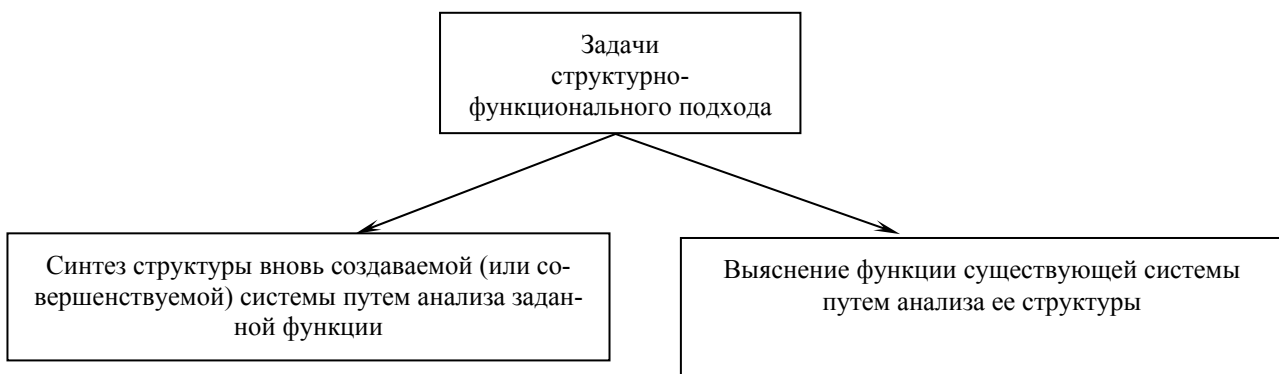 Задачи
структурно-
функционального подхода
Синтез структуры вновь создаваемой (или со-
вершенствуемой) системы путем анализа задан-
ной функции
Выяснение функции существующей системы
путем анализа ее структуры